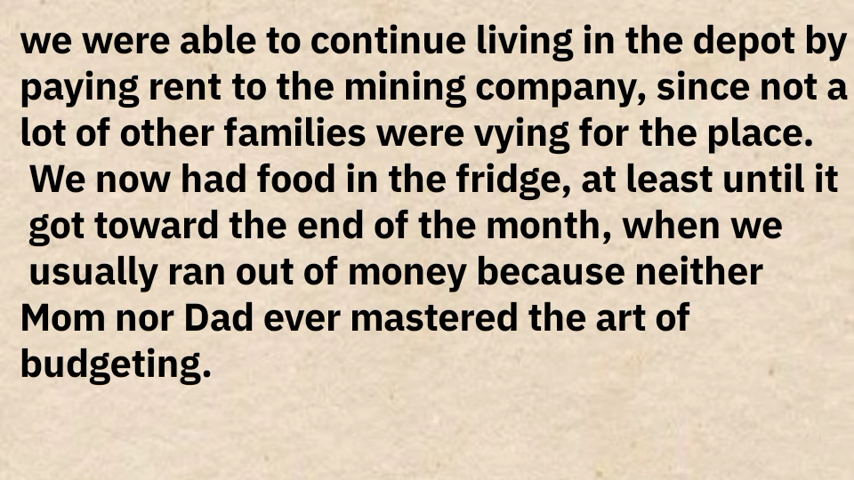 we were able to continue living in the depot by
paying rent to the mining company, since not a
lot of other families were vying for the place.
We now had food in the fridge, at least until it
got toward the end of the month, when we
usually ran out of money because neither
Mom nor Dad ever mastered the art of
budgeting.